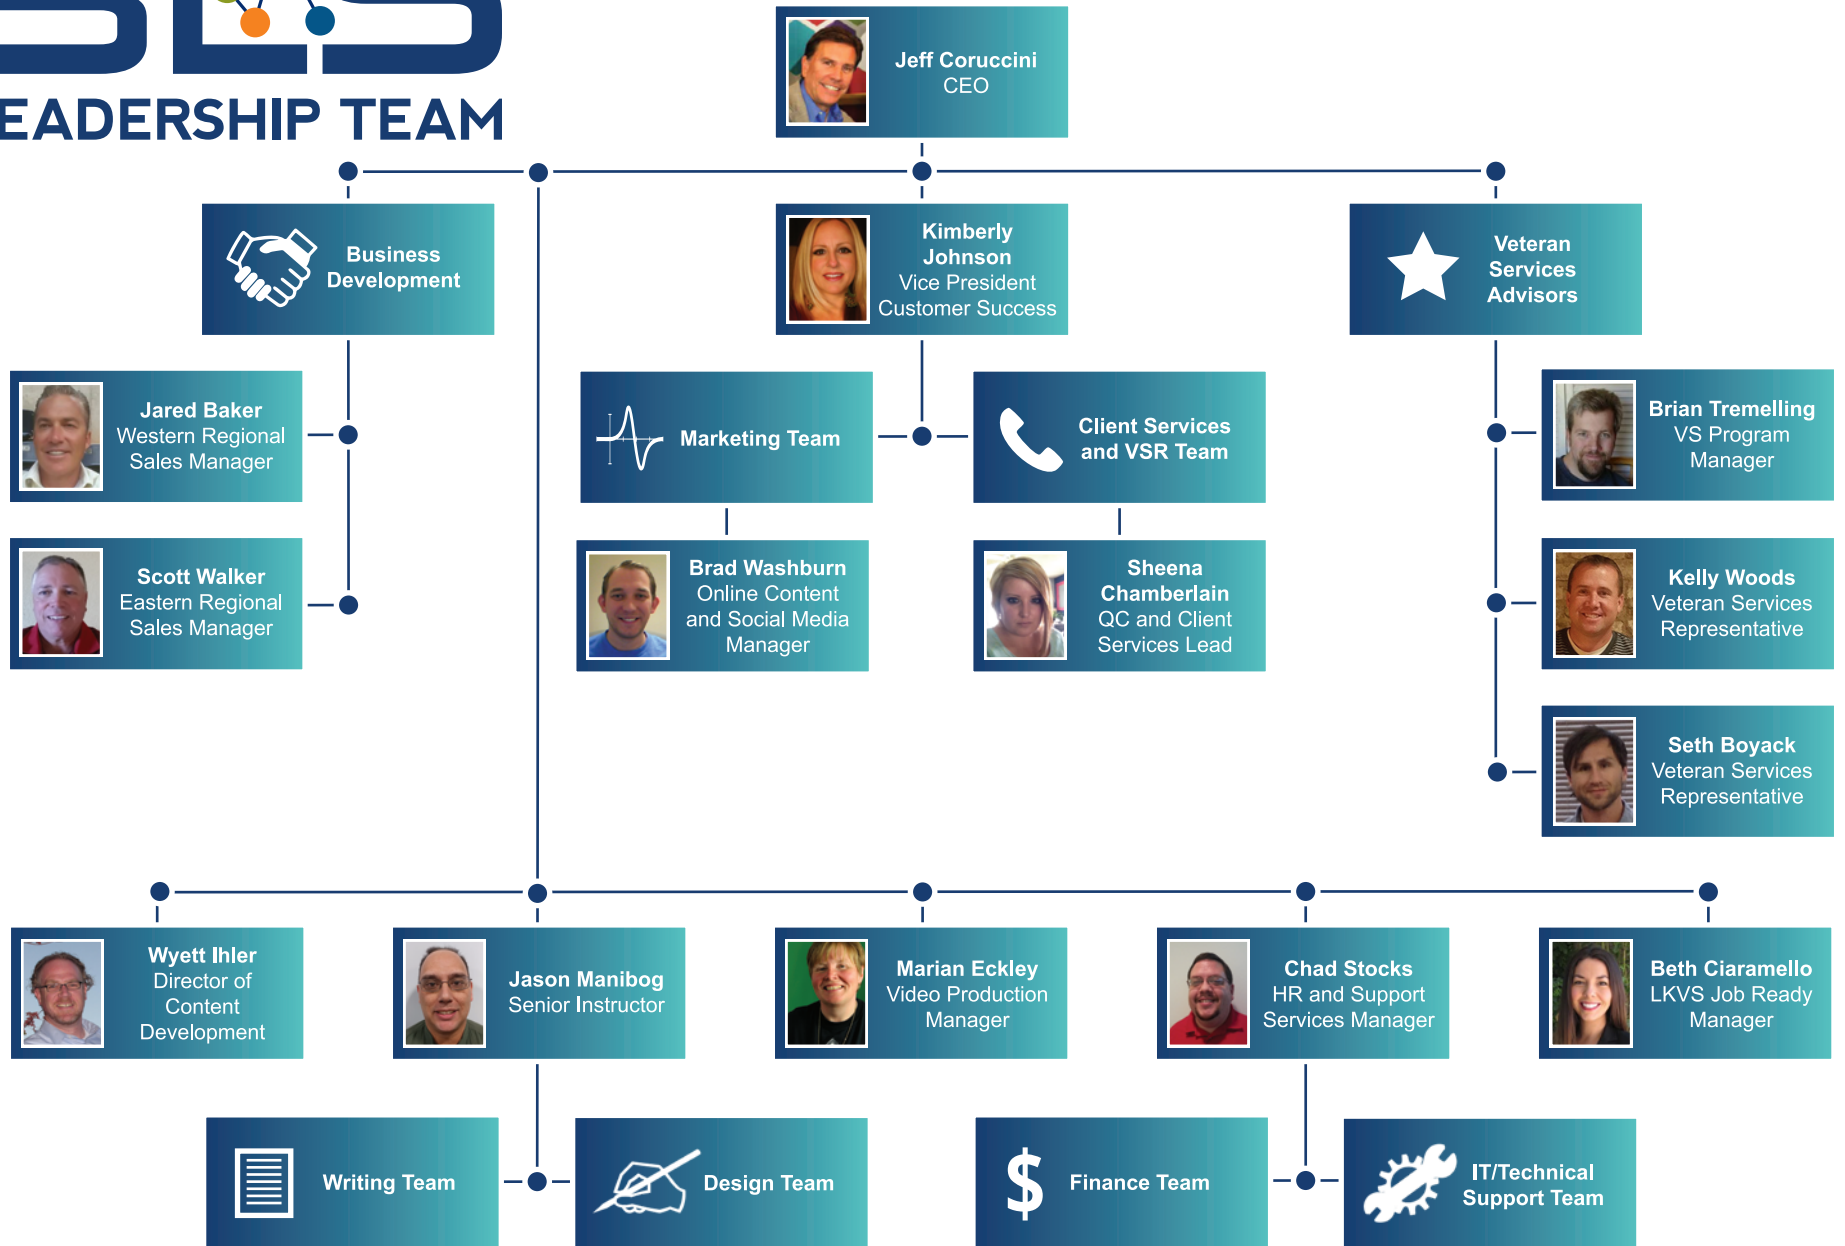 SLS
EADERSHIP TEAM
Jeff Coruccini
CEO
Business
Development
Kimberly
Johnson
Vice President
Customer Success
Veteran
Services
Advisors
Jared Baker
Western Regional
Sales Manager
Marketing Team
Client Services
and VSR Team
Brian Tremelling
VS Program
Manager
Scott Walker
Eastern Regional
Sales Manager
Brad Washburn
Online Content
and Social Media
Manager
Sheena
Chamberlain
QC and Client
Services Lead
Kelly Woods
Veteran Services
Representative
Seth Boyack
Veteran Services
Representative
Wyett Ihler
Director of
Content
Development
Jason Manibog
Senior Instructor
Marian Eckley
Video Production
Manager
Chad Stocks
HR and Support
Services Manager
Beth Ciaramello
LKVS Job Ready
Manager
Writing Team
Design Team
$
Finance Team
IT/Technical
Support Team